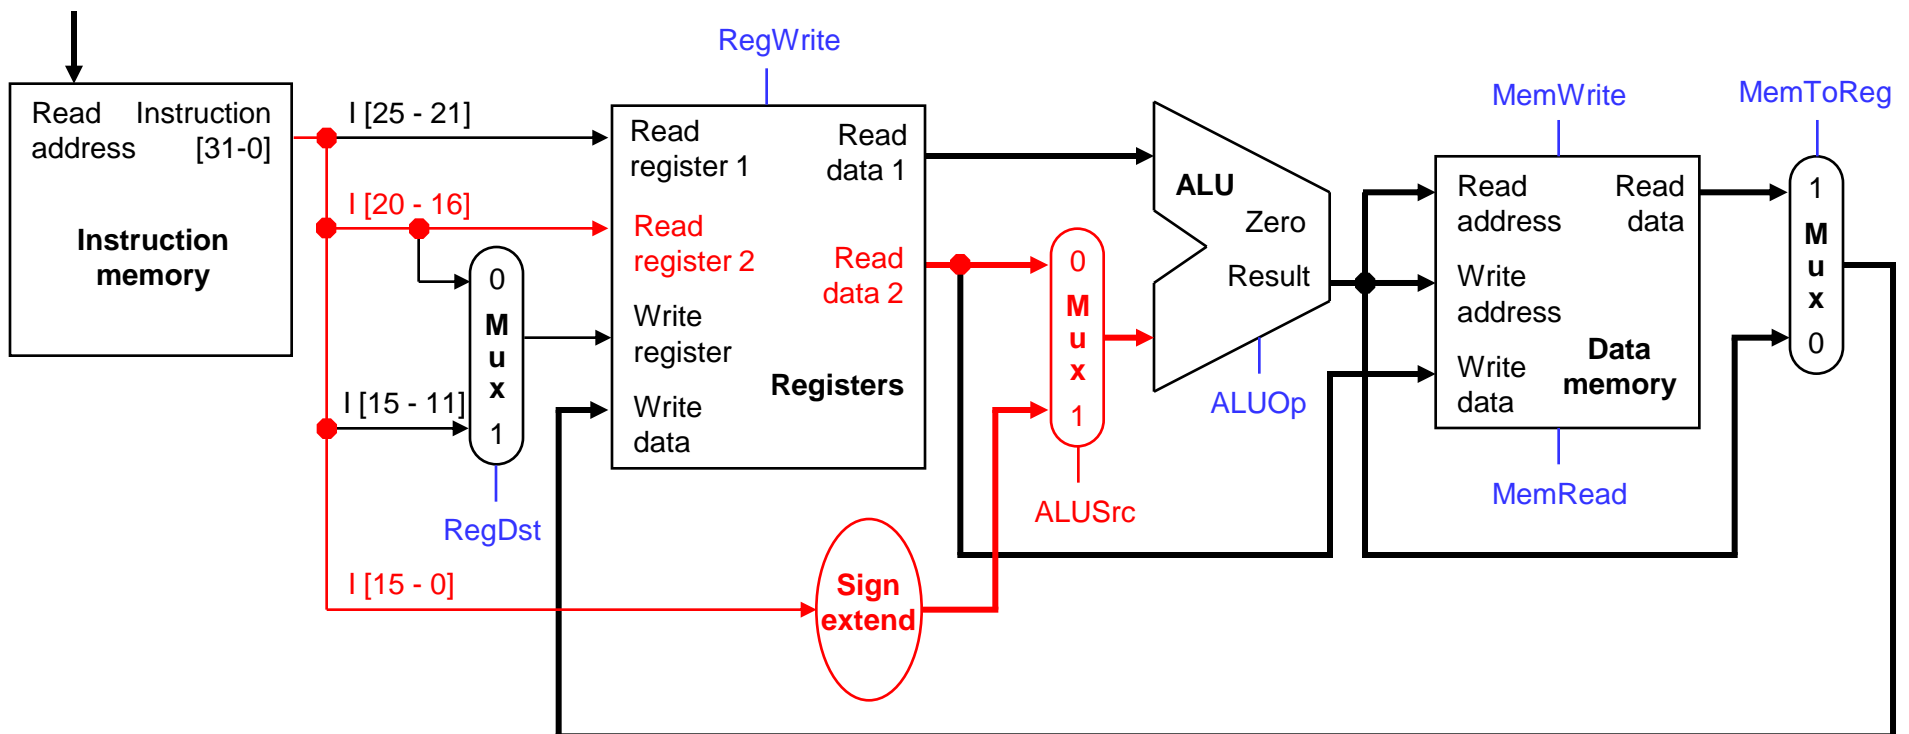 RegWrite
MemWrite
MemToReg
Read Instruction
address [31-0]
Instruction
memory
I [25 - 21]
I [20 - 16]
I [15 - 11]
I [15 - 0]
0
M
u
x
1
RegDst
Read
register 1
Read
data 1
Read
register 2
Read
data 2
Write
register
Registers
Write
data
Sign
extend
0
M
u
x
1
ALUSrc
ALU
Zero
Result
ALUOp
Read
address
Read
data
Write
address
Data
memory
Write
data
MemRead
1
M
u
x
0